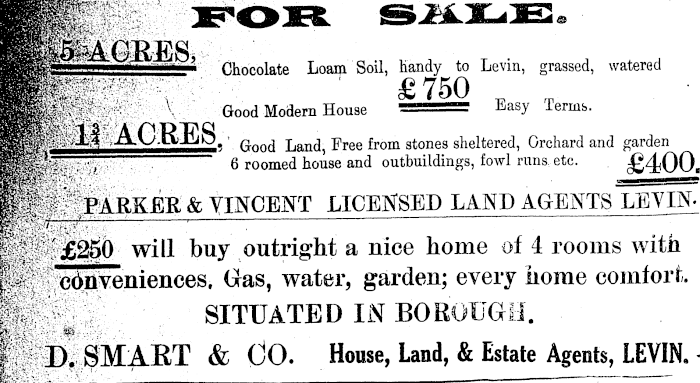 FOR SALE.
5 ACRES, Chocolate Loam Soil, handy to Levin, grassed, watered
Good Modern House £750 Easy Terms.
1¾ ACRES, Good Land, Free from stones sheltered, Orchard and garden
6 roomed house and outbuildings, fowl runs etc. £400.
PARKER & VINCENT LICENSED LAND AGENTS LEVIN.
£250 will buy outright a nice home of 4 rooms with
conveniences. Gas, water, garden; every home comfort.
SITUATED IN BOROUGH.
D. SMART & CO. House, Land, & Estate Agents, LEVIN.